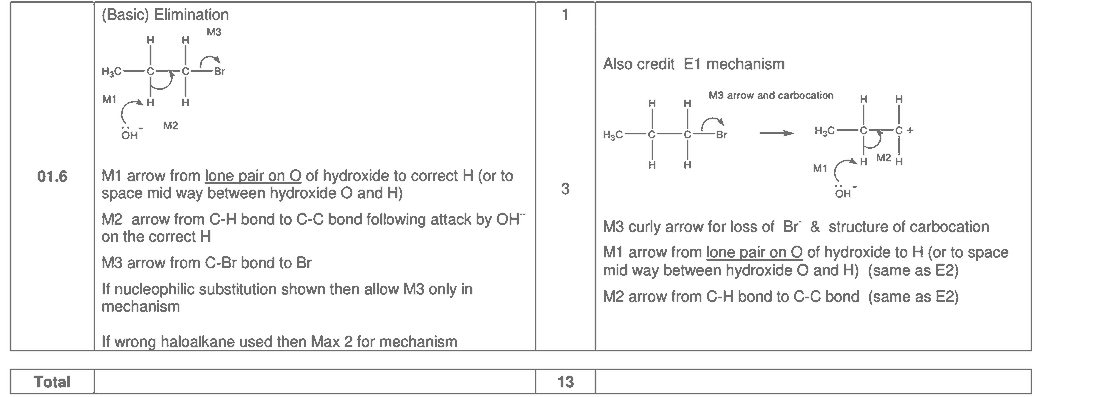 01.6
(Basic) Elimination
M3
H H
H₃C C C Br
M1 H H
M2
:OH⁻
M1 arrow from lone pair on O of hydroxide to correct H (or to
space mid way between hydroxide O and H)
M2 arrow from C-H bond to C-C bond following attack by OH⁻
on the correct H
M3 arrow from C-Br bond to Br
If nucleophilic substitution shown then allow M3 only in
mechanism
If wrong haloalkane used then Max 2 for mechanism
1
3
Also credit E1 mechanism
M3 arrow and carbocation
H H H H
H₃C C C Br H₃C C C +
H H H M2 H
M1
:OH⁻
M3 curly arrow for loss of Br⁻ & structure of carbocation
M1 arrow from lone pair on O of hydroxide to H (or to space
mid way between hydroxide O and H) (same as E2)
M2 arrow from C-H bond to C-C bond (same as E2)
Total 13